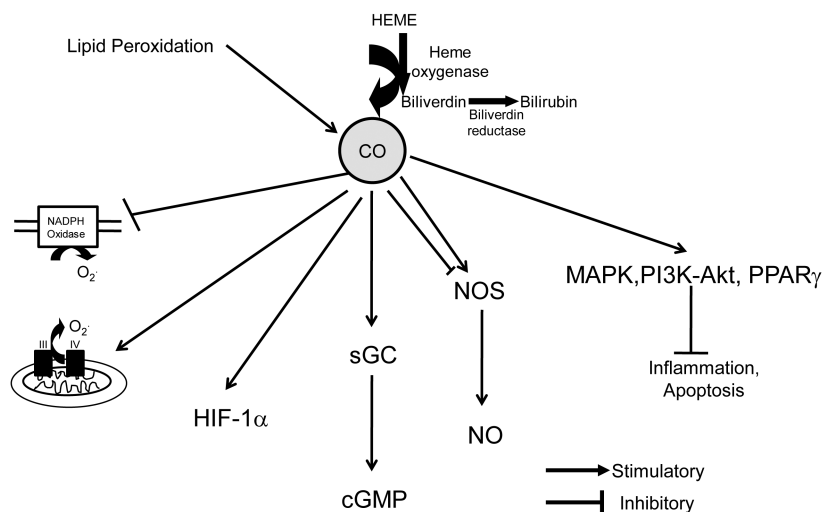 HEME
Lipid Peroxidation
Heme
oxygenase
Biliverdin
Bilirubin
Biliverdin
reductase
CO
NADPH
Oxidase
O2·
MAPK,PI3K-Akt, PPARγ
NOS
O2·
III
IV
sGC
Inflammation,
Apoptosis
HIF-1α
NO
Stimulatory
cGMP
Inhibitory